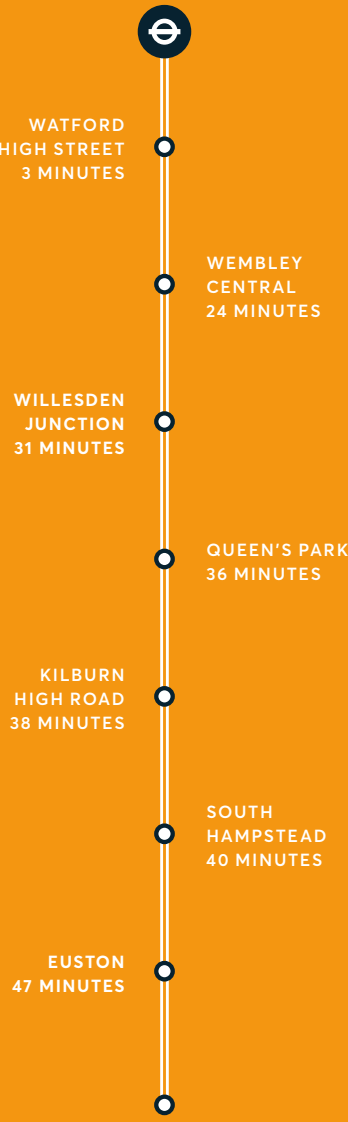 WATFORD
HIGH STREET
3 MINUTES
WEMBLEY
CENTRAL
24 MINUTES
WILLESDEN
JUNCTION
31 MINUTES
QUEEN'S PARK
36 MINUTES
KILBURN
HIGH ROAD
38 MINUTES
SOUTH
HAMPSTEAD
40 MINUTES
EUSTON
47 MINUTES